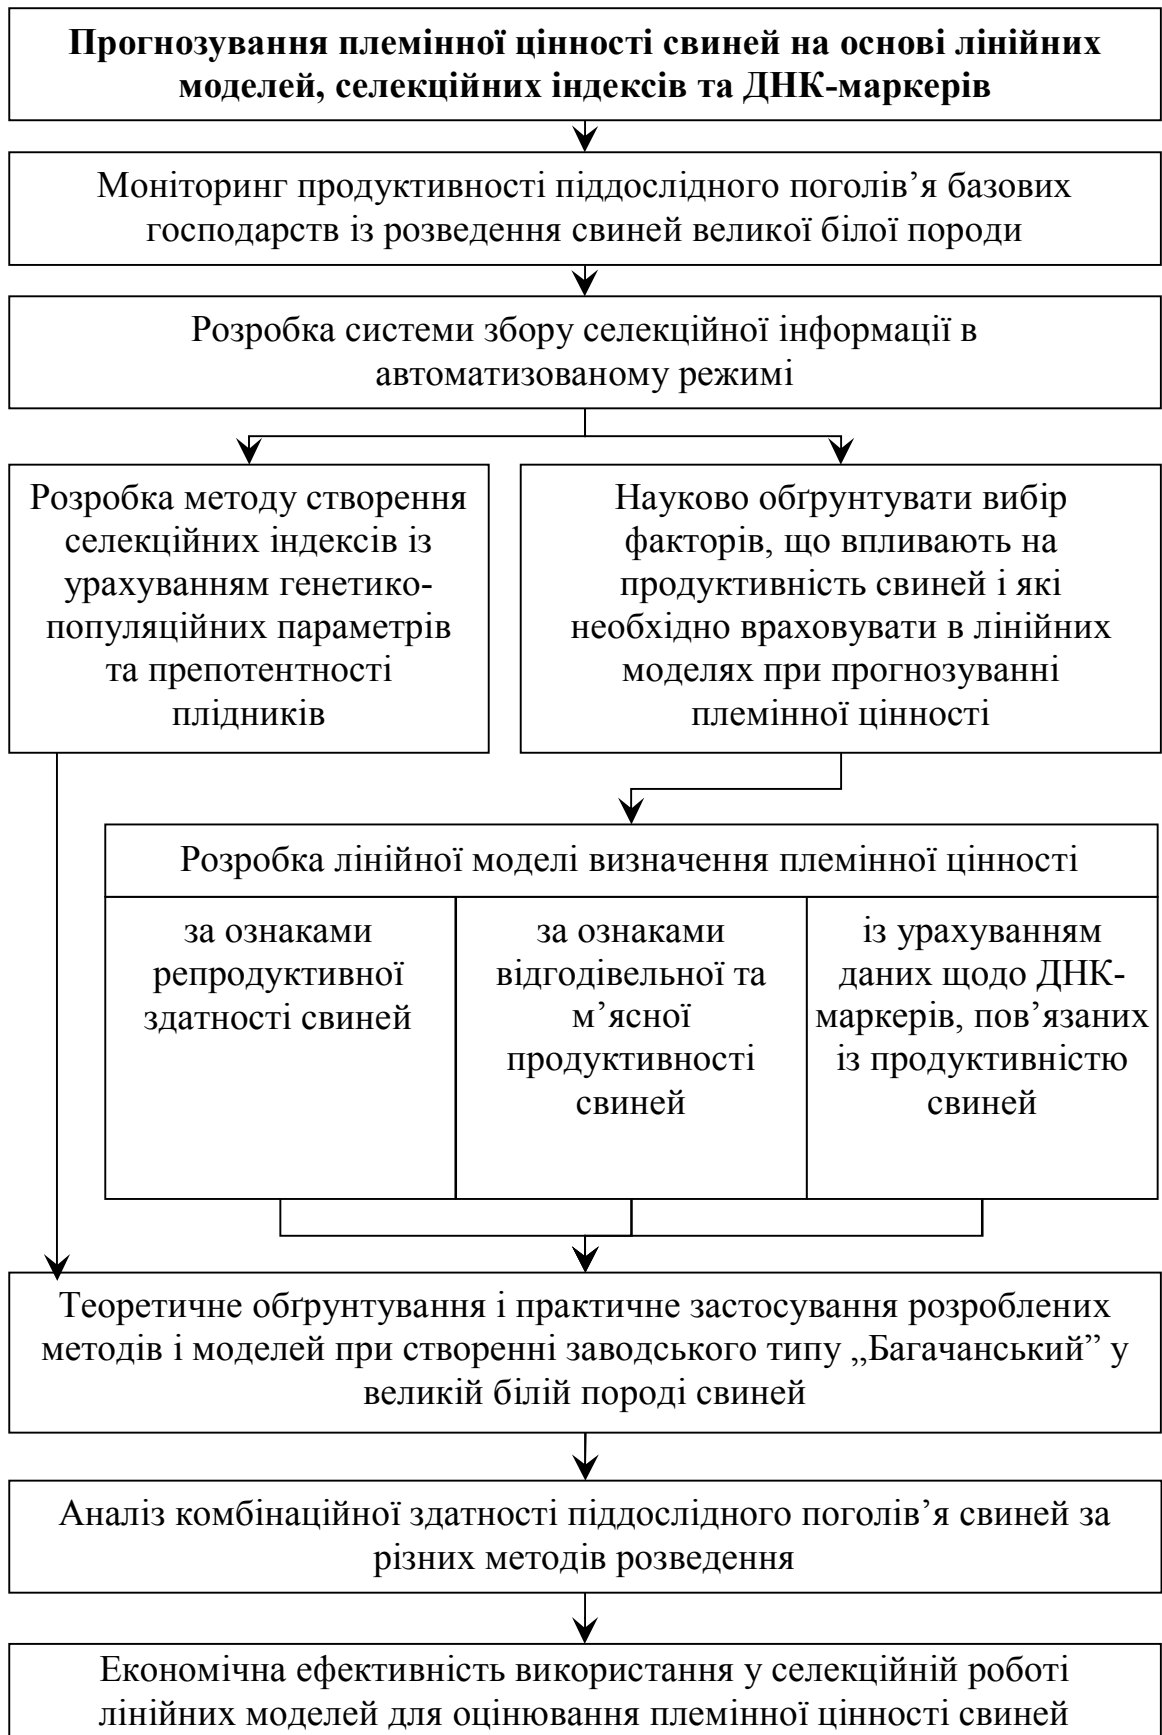 Прогнозування племінної цінності свиней на основі лінійних
моделей, селекційних індексів та ДНК-маркерів
Моніторинг продуктивності піддослідного поголів’я базових
господарств із розведення свиней великої білої породи
Розробка системи збору селекційної інформації в
автоматизованому режимі
Розробка методу створення
селекційних індексів із
урахуванням генетико-
популяційних параметрів
та препотентності
плідників
Науково обґрунтувати вибір
факторів, що впливають на
продуктивність свиней і які
необхідно враховувати в лінійних
моделях при прогнозуванні
племінної цінності
Розробка лінійної моделі визначення племінної цінності
за ознаками
репродуктивної
здатності свиней
за ознаками
відгодівельної та
м’ясної
продуктивності
свиней
із урахуванням
даних щодо ДНК-
маркерів, пов’язаних
із продуктивністю
свиней
Теоретичне обґрунтування і практичне застосування розроблених
методів і моделей при створенні заводського типу „Багачанський” у
великій білій породі свиней
Аналіз комбінаційної здатності піддослідного поголів’я свиней за
різних методів розведення
Економічна ефективність використання у селекційній роботі
лінійних моделей для оцінювання племінної цінності свиней